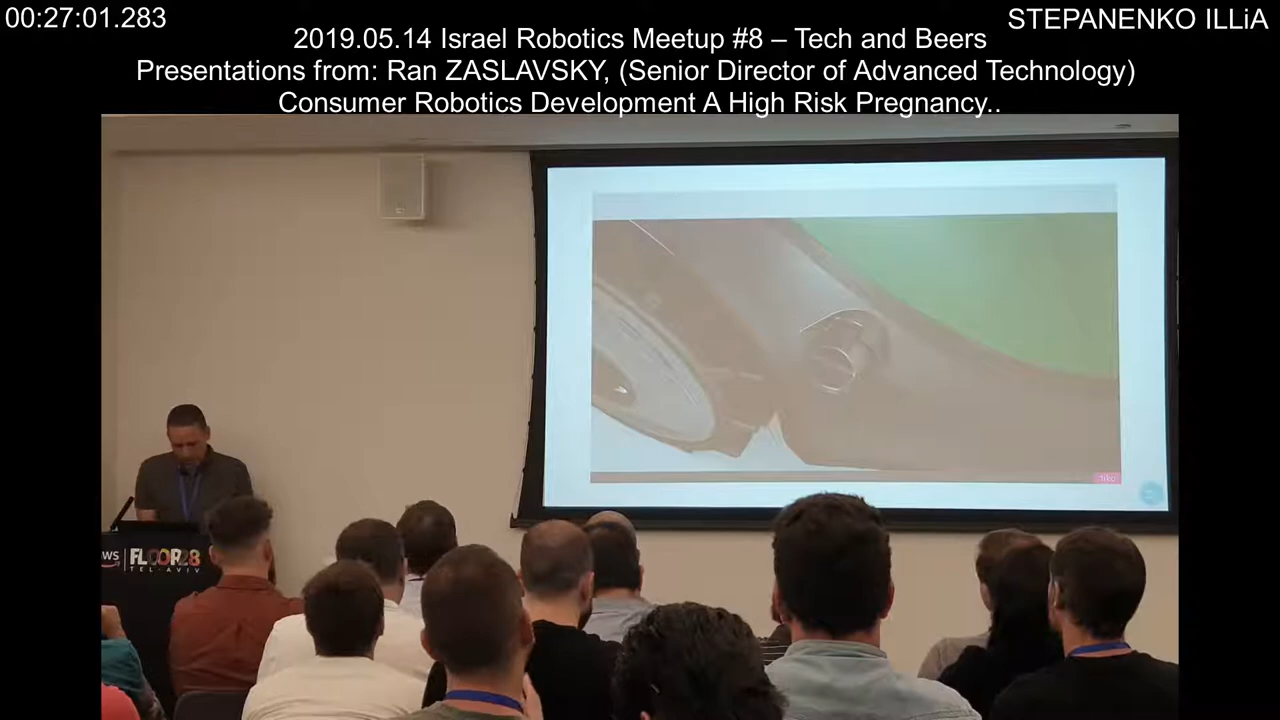 00:27:01.283
STEPANENKO ILLiA
2019.05.14 Israel Robotics Meetup #8 – Tech and Beers
Presentations from: Ran ZASLAVSKY, (Senior Director of Advanced Technology)
Consumer Robotics Development A High Risk Pregnancy..
FLOOR28
TEL·AVIV